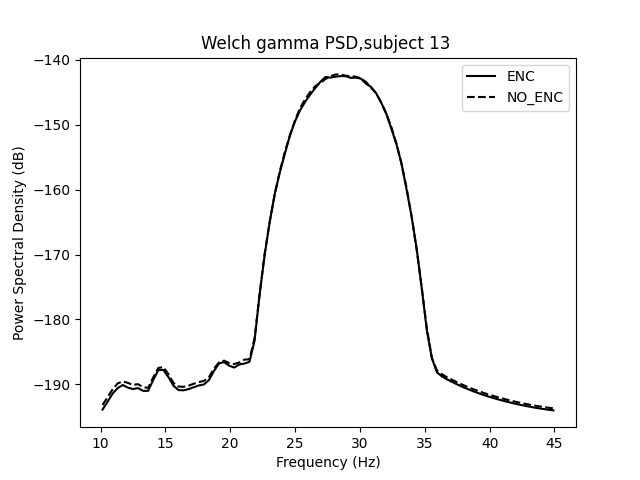 Welch gamma PSD,subject 13
ENC
NO_ENC
Power Spectral Density (dB)
−140
−150
−160
−170
−180
−190
10 15 20 25 30 35 40 45
Frequency (Hz)